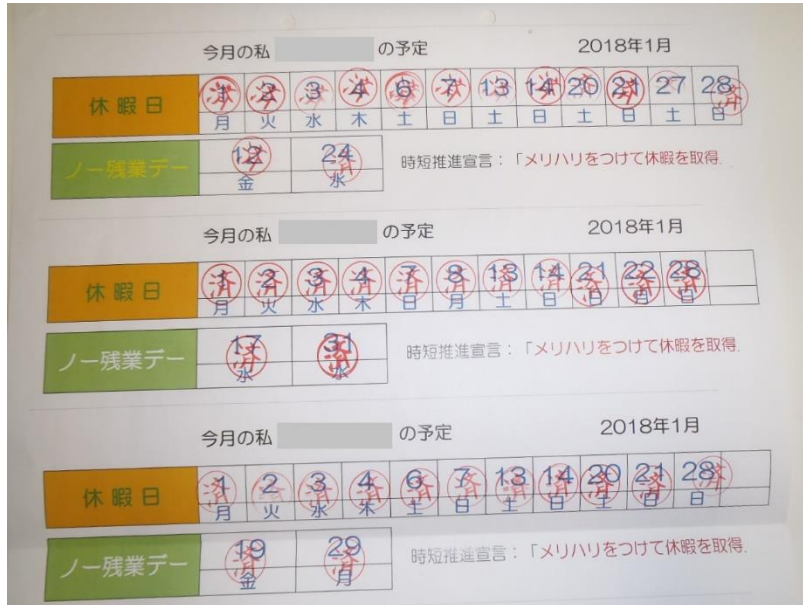 今月の私 の予定 2018年1月
休暇日 1 2 3 4 6 7 13 14 20 21 27 28
月 火 水 木 土 日 土 日 土 日 土 日
ノー残業デー 12 24
金 水
時短推進宣言:「メリハリをつけて休暇を取得.
今月の私 の予定 2018年1月
休暇日 1 2 3 4 7 8 13 14 21 22 28
月 火 水 木 日 月 土 日 日 月 日
ノー残業デー 17 31
水 水
時短推進宣言:「メリハリをつけて休暇を取得.
今月の私 の予定 2018年1月
休暇日 1 2 3 4 6 7 13 14 20 21 28
月 火 水 木 土 日 土 日 土 日 日
ノー残業デー 19 29
金 月
時短推進宣言:「メリハリをつけて休暇を取得.